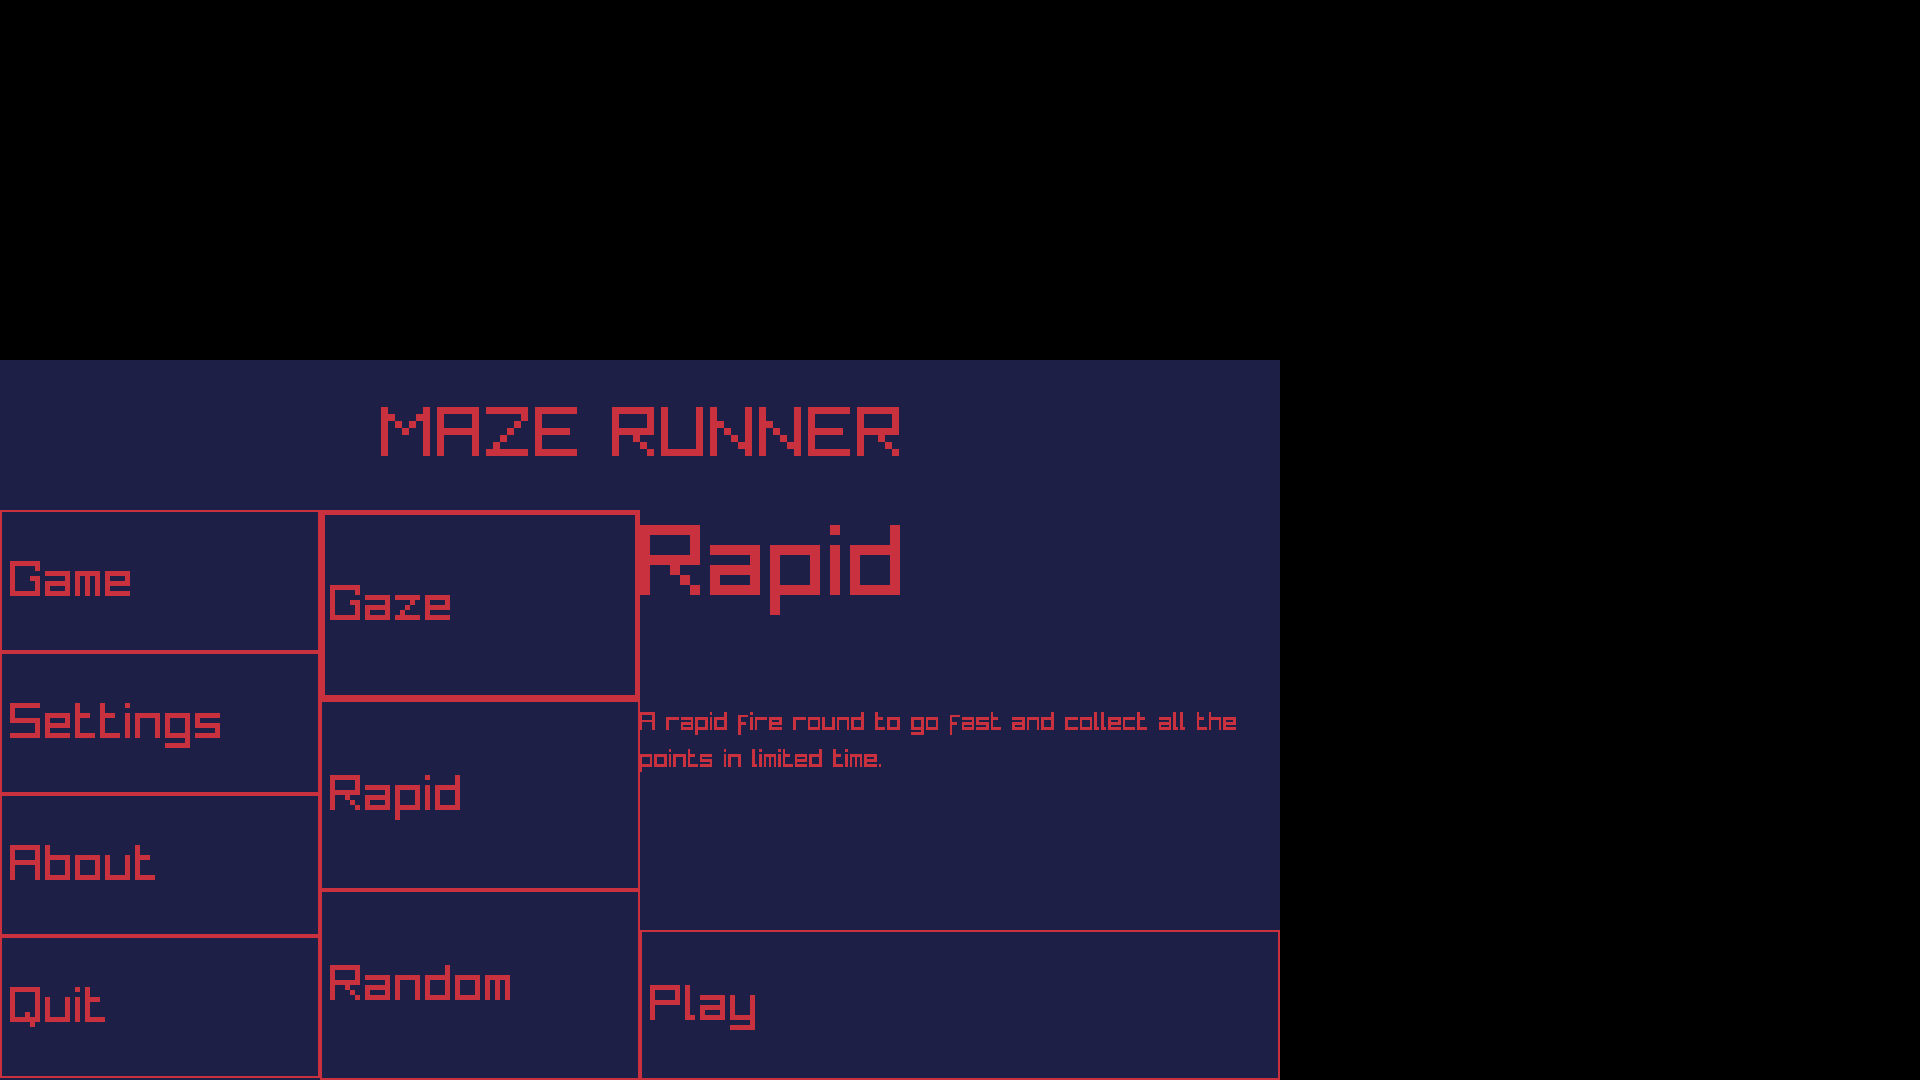 MAZE RUNNER
Game
Settings
About
Quit
Gaze
Rapid
Random
Rapid
A rapid fire round to go fast and collect all the
points in limited time.
Play